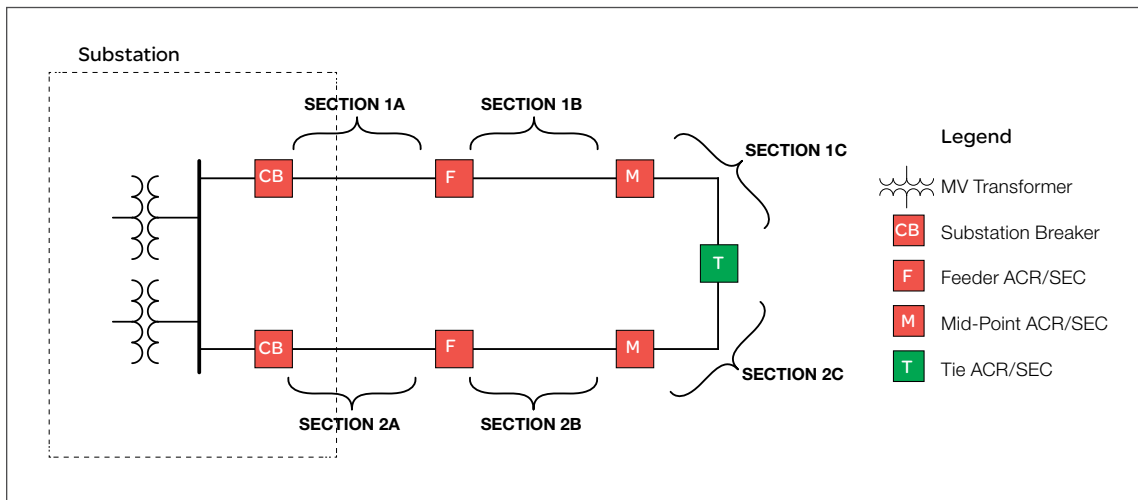 Substation
SECTION 1A
SECTION 1B
SECTION 1C
CB
F
M
T
CB
F
M
SECTION 2A
SECTION 2B
SECTION 2C
Legend
MV Transformer
CB Substation Breaker
F Feeder ACR/SEC
M Mid-Point ACR/SEC
T Tie ACR/SEC